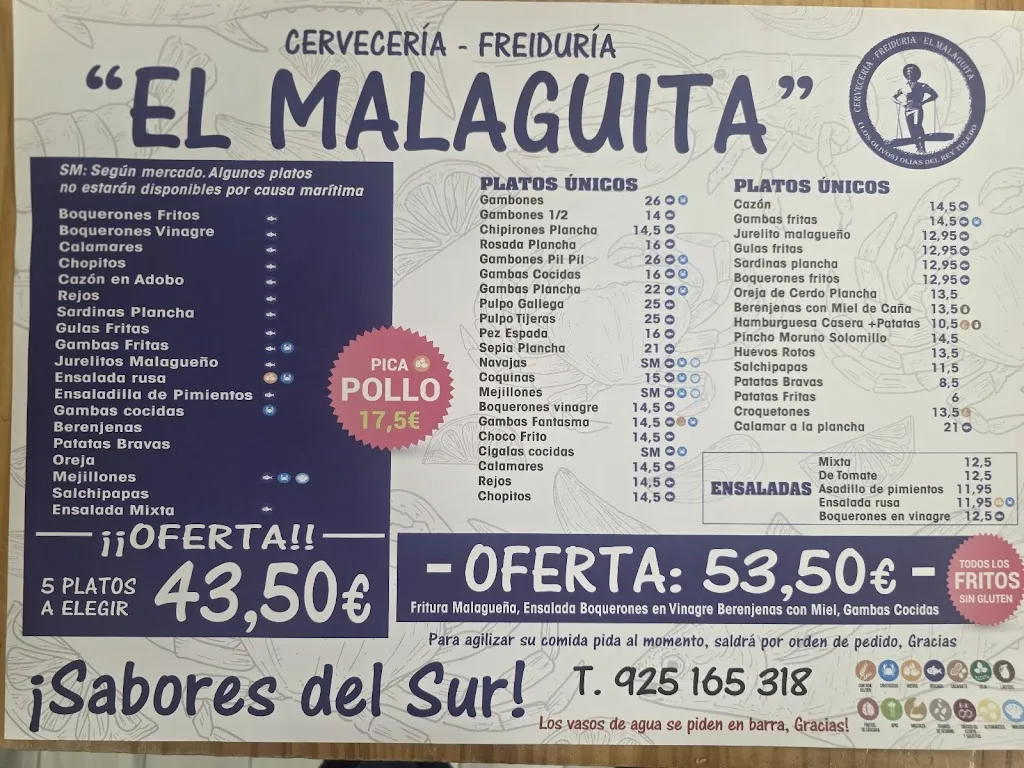 CERVECERÍA - FREIDURÍA
"EL MALAGUITA"
CERVECERÍA - FREIDURIA - EL MALAGUITA
(LOS OLIVOS) OLÍAS DEL REY TOLEDO
SM: Según mercado. Algunos platos
no estarán disponibles por causa marítima
Boquerones Fritos
Boquerones Vinagre
Calamares
Chopitos
Cazón en Adobo
Rejos
Sardinas Plancha
Gulas Fritas
Gambas Fritas
Jurelitos Malagueño
Ensalada rusa
Ensaladilla de Pimientos
Gambas cocidas
Berenjenas
Patatas Bravas
Oreja
Mejillones
Salchipapas
Ensalada Mixta
¡¡OFERTA!!
5 PLATOS
A ELEGIR
43,50€
PICA
POLLO
17,5€
PLATOS ÚNICOS
Gambones 26
Gambones 1/2 14
Chipirones Plancha 14,5
Rosada Plancha 16
Gambones Pil Pil 26
Gambas Cocidas 16
Gambas Plancha 22
Pulpo Gallega 25
Pulpo Tijeras 25
Pez Espada 16
Sepia Plancha 21
Navajas SM
Coquinas 15
Mejillones SM
Boquerones vinagre 14,5
Gambas Fantasma 14,5
Choco Frito 14,5
Cigalas cocidas SM
Calamares 14,5
Rejos 14,5
Chopitos 14,5
PLATOS ÚNICOS
Cazón 14,5
Gambas fritas 14,5
Jurelito malagueño 12,95
Gulas fritas 12,95
Sardinas plancha 12,95
Boquerones fritos 12,95
Oreja de Cerdo Plancha 13,5
Berenjenas con Miel de Caña 13,5
Hamburguesa Casera +Patatas 10,5
Pincho Moruno Solomillo 14,5
Huevos Rotos 13,5
Salchipapas 11,5
Patatas Bravas 8,5
Patatas Fritas 6
Croquetones 13,5
Calamar a la plancha 21
ENSALADAS
Mixta 12,5
De Tomate 12,5
Asadillo de pimientos 11,95
Ensalada rusa 11,95
Boquerones en vinagre 12,5
- OFERTA: 53,50€ -
Fritura Malagueña, Ensalada Boquerones en Vinagre Berenjenas con Miel, Gambas Cocidas
TODOS LOS
FRITOS
SIN GLUTEN
Para agilizar su comida pida al momento, saldrá por orden de pedido, Gracias
¡Sabores del Sur!
T. 925 165 318
Los vasos de agua se piden en barra, Gracias!